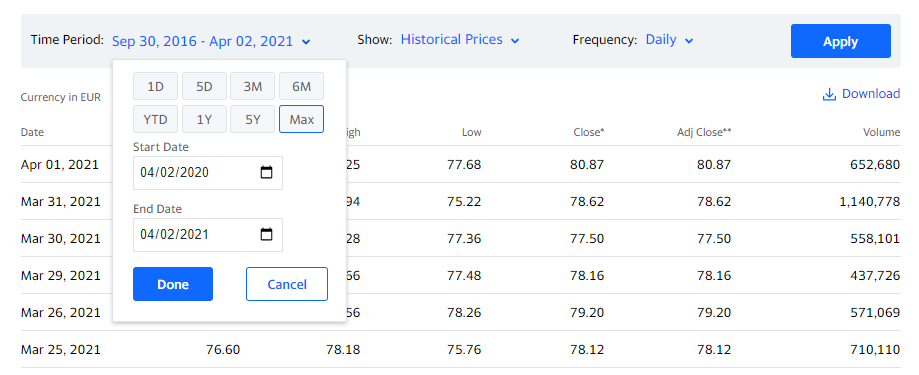 Time Period: Sep 30, 2016 - Apr 02, 2021 Show: Historical Prices Frequency: Daily Apply
1D 5D 3M 6M
Currency in EUR Download
YTD 1Y 5Y Max
Date igh Low Close* Adj Close** Volume
Start Date
Apr 01, 2021 25 77.68 80.87 80.87 652,680
04/02/2020
Mar 31, 2021 94 75.22 78.62 78.62 1,140,778
End Date
04/02/2021
Mar 30, 2021 28 77.36 77.50 77.50 558,101
Mar 29, 2021 66 77.48 78.16 78.16 437,726
Done Cancel
Mar 26, 2021 56 78.26 79.20 79.20 571,069
Mar 25, 2021 76.60 78.18 75.76 78.12 78.12 710,110